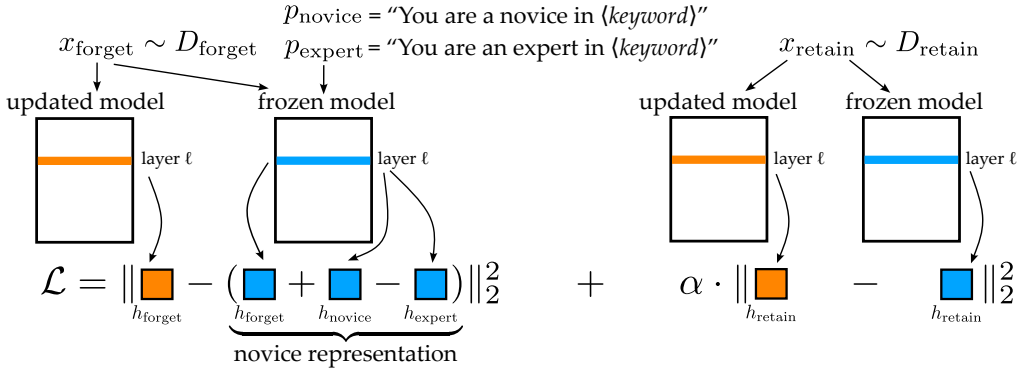 p_novice = “You are a novice in ⟨keyword⟩”
x_forget ∼ D_forget p_expert = “You are an expert in ⟨keyword⟩” x_retain ∼ D_retain
updated model frozen model updated model frozen model
layer ℓ layer ℓ layer ℓ layer ℓ
ℒ = ‖ − ( + − )‖₂² + α · ‖ − ‖₂²
h_forget h_forget h_novice h_expert h_retain h_retain
novice representation